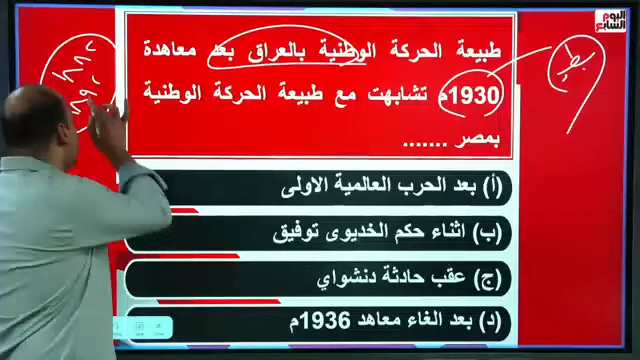 اليوم السابع
طبيعة الحركة الوطنية بالعراق بعد معاهدة
1930م تشابهت مع طبيعة الحركة الوطنية
بمصر .......
(أ) بعد الحرب العالمية الاولى
(ب) اثناء حكم الخديوى توفيق
(ج) عقب حادثة دنشواي
(د) بعد الغاء معاهد 1936م